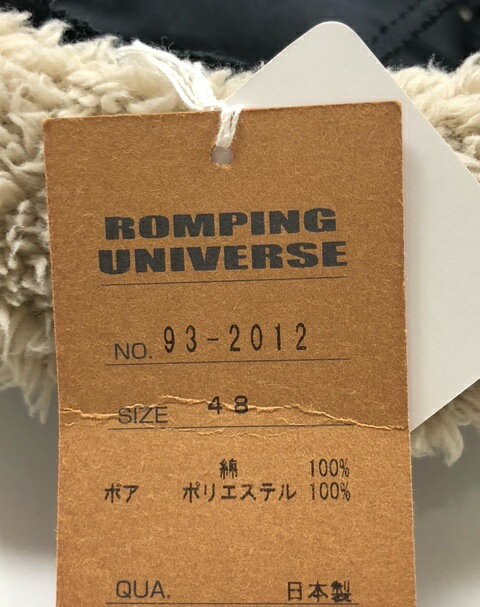 ROMPING
UNIVERSE
NO. 93-2012
SIZE 48
綿 100%
ボア ポリエステル 100%
QUA. 日本製